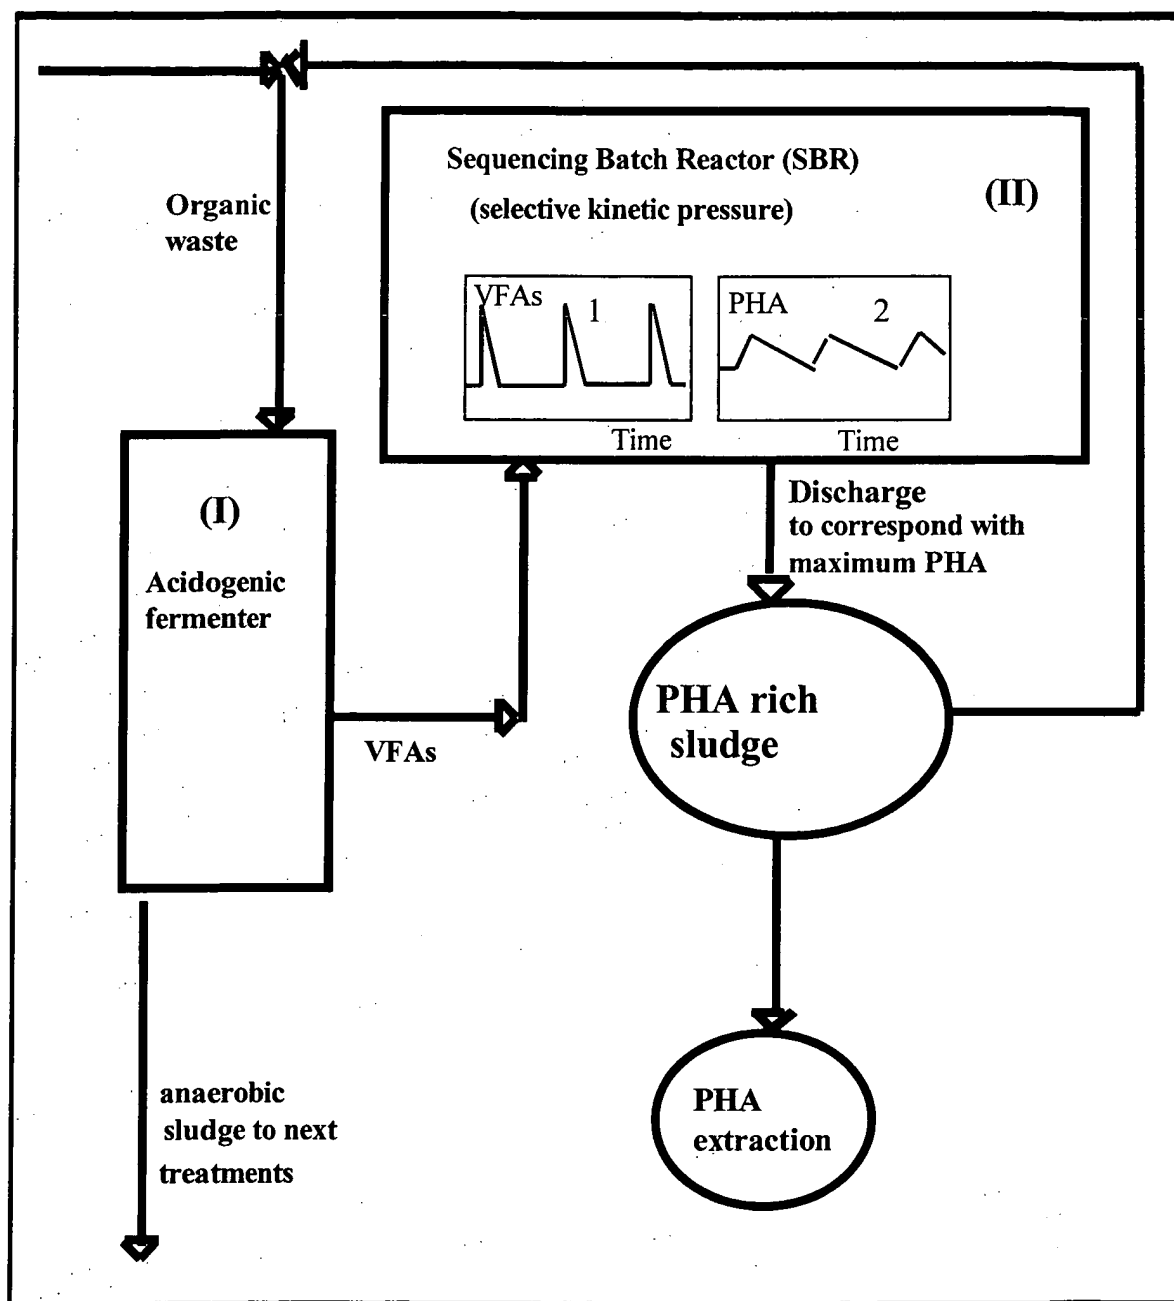 Sequencing Batch Reactor (SBR)
(selective kinetic pressure)
(II)
Organic
waste
VFAs
1
Time
PHA
2
Time
(I)
Acidogenic
fermenter
VFAs
Discharge
to correspond with
maximum PHA
PHA rich
sludge
anaerobic
sludge to next
treatments
PHA
extraction